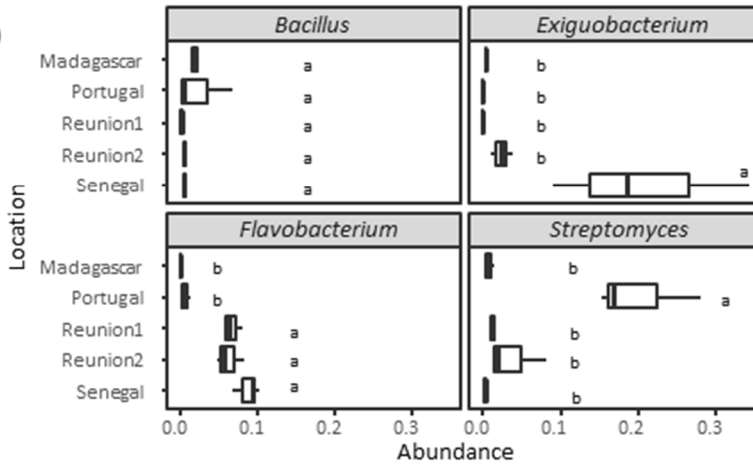 Bacillus Exiguobacterium
Madagascar a b
Portugal a b
Reunion1 a b
Reunion2 a b
Senegal a a
Location
Flavobacterium Streptomyces
Madagascar b b
Portugal b a
Reunion1 a b
Reunion2 a b
Senegal a b
0.0 0.1 0.2 0.3 0.0 0.1 0.2 0.3
Abundance